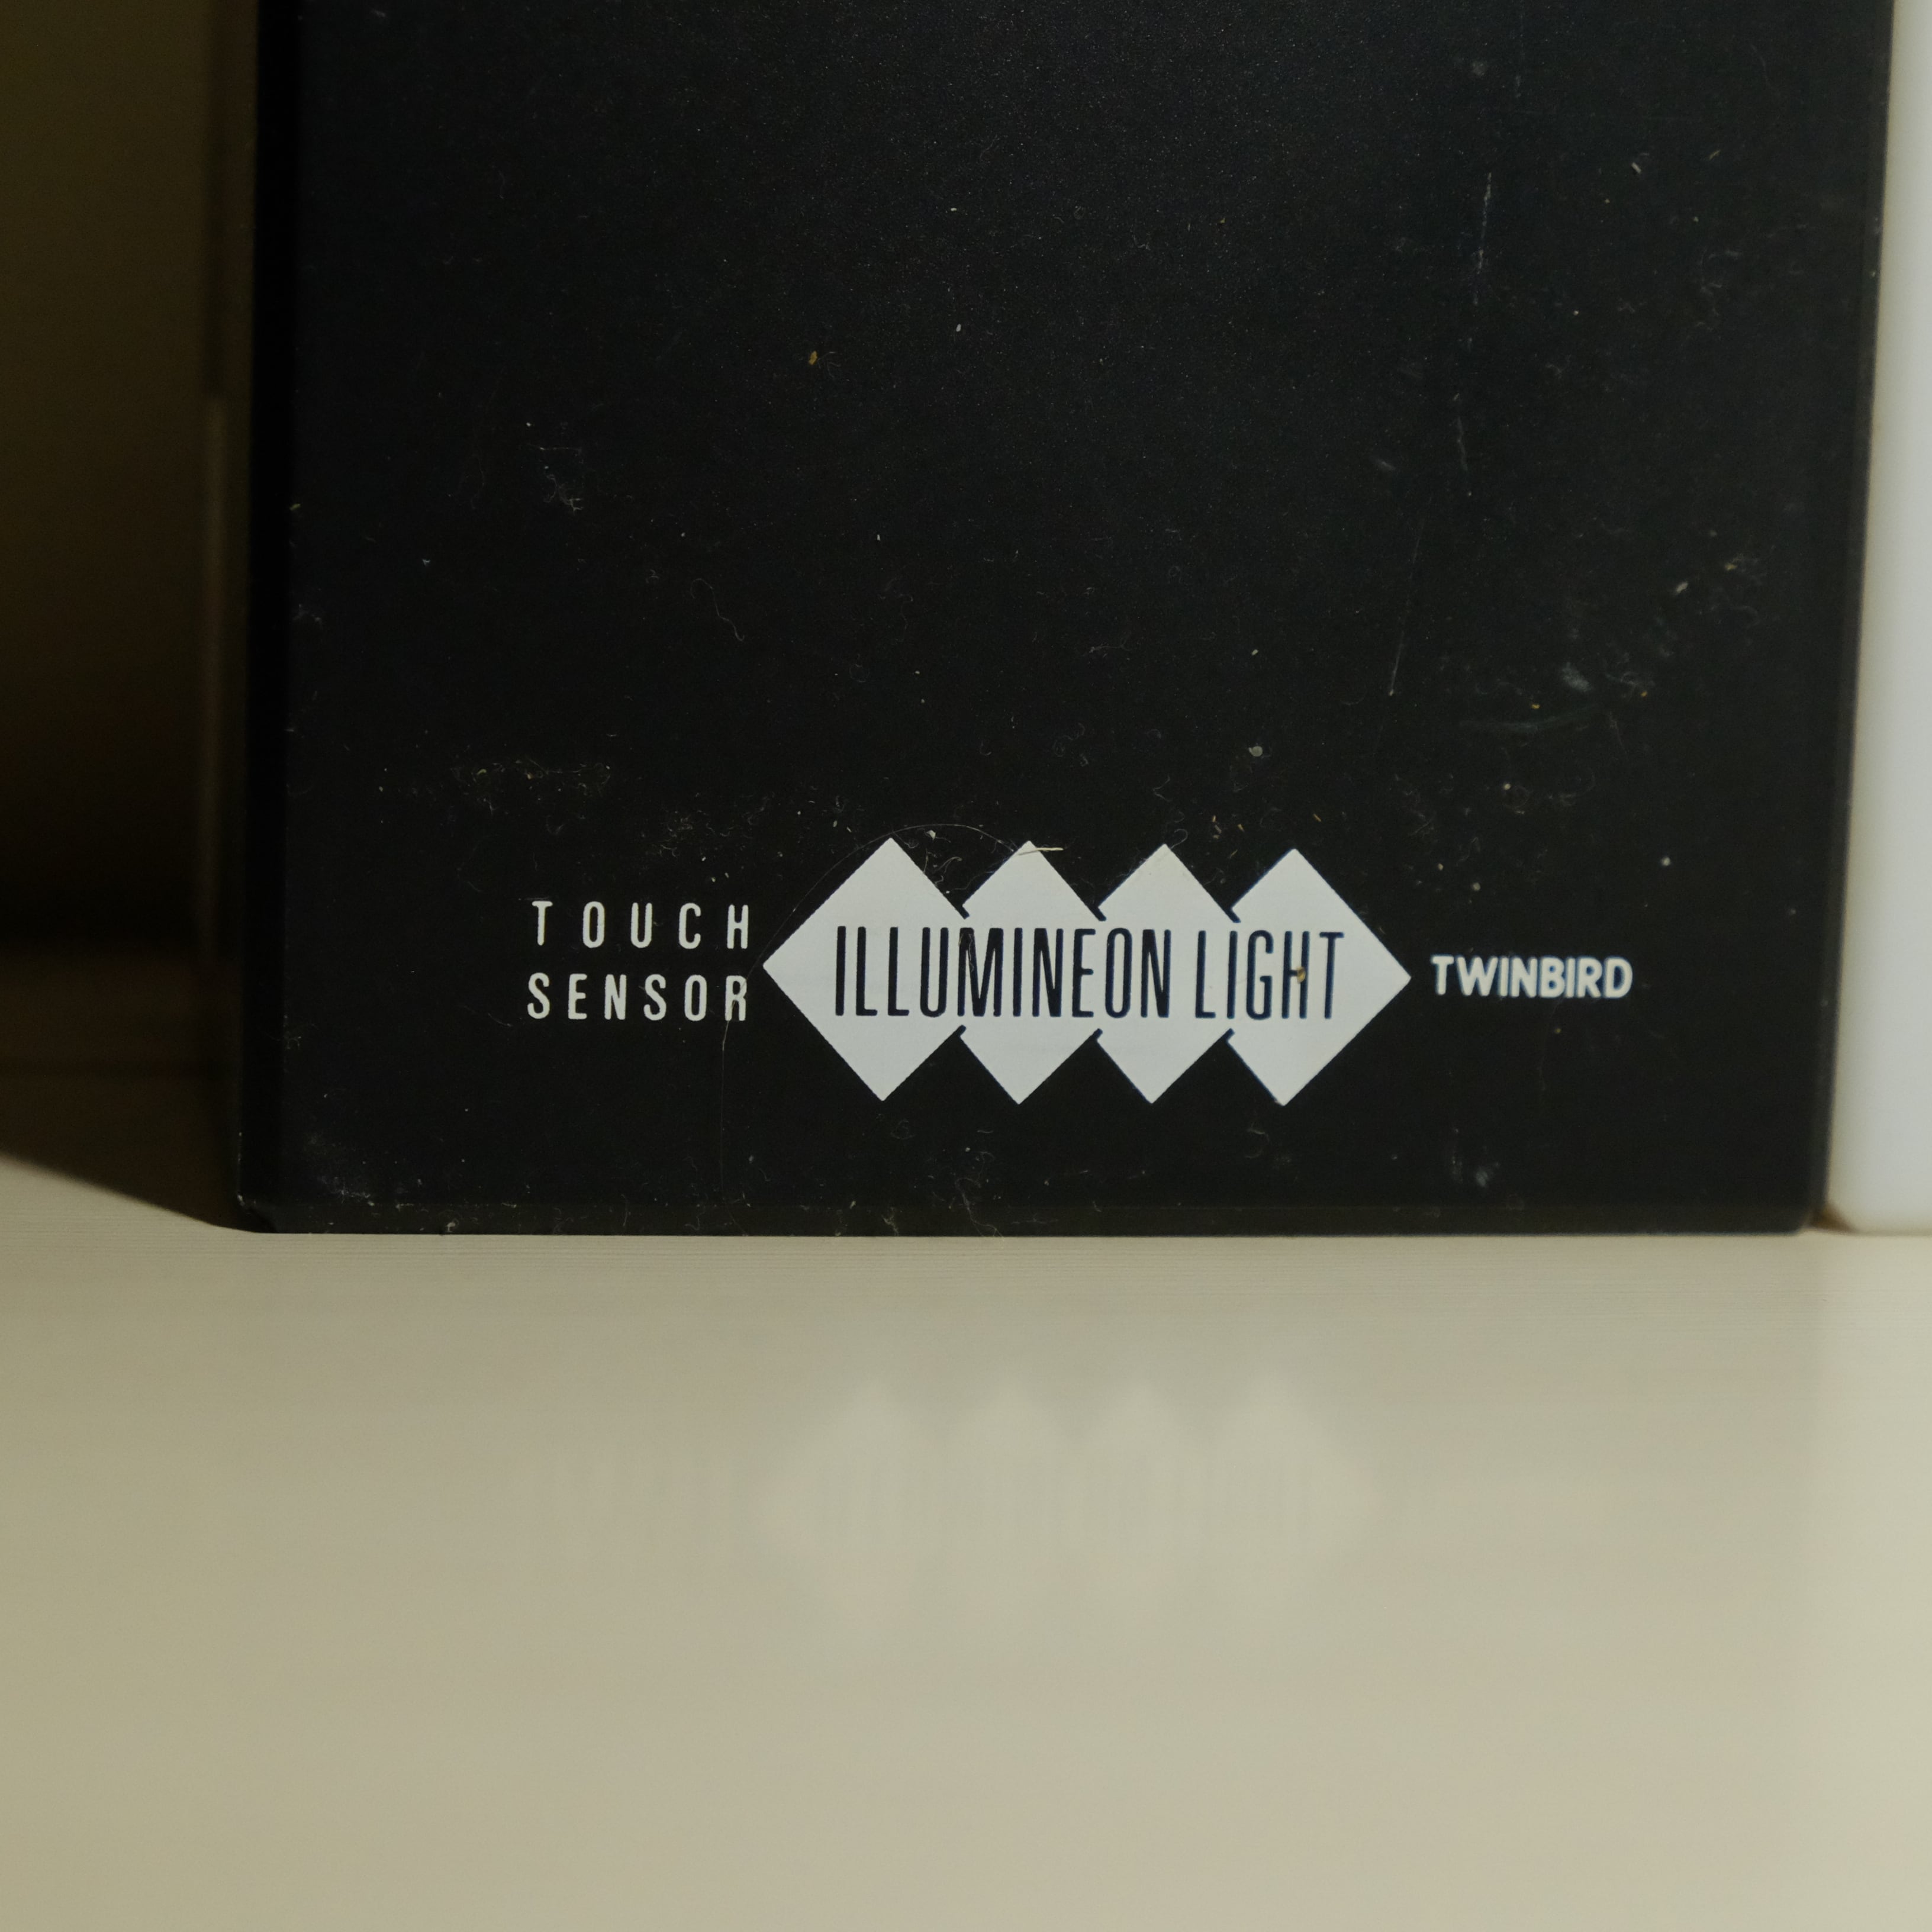 TOUCH
SENSOR
ILLUMINEON LIGHT
TWINBIRD